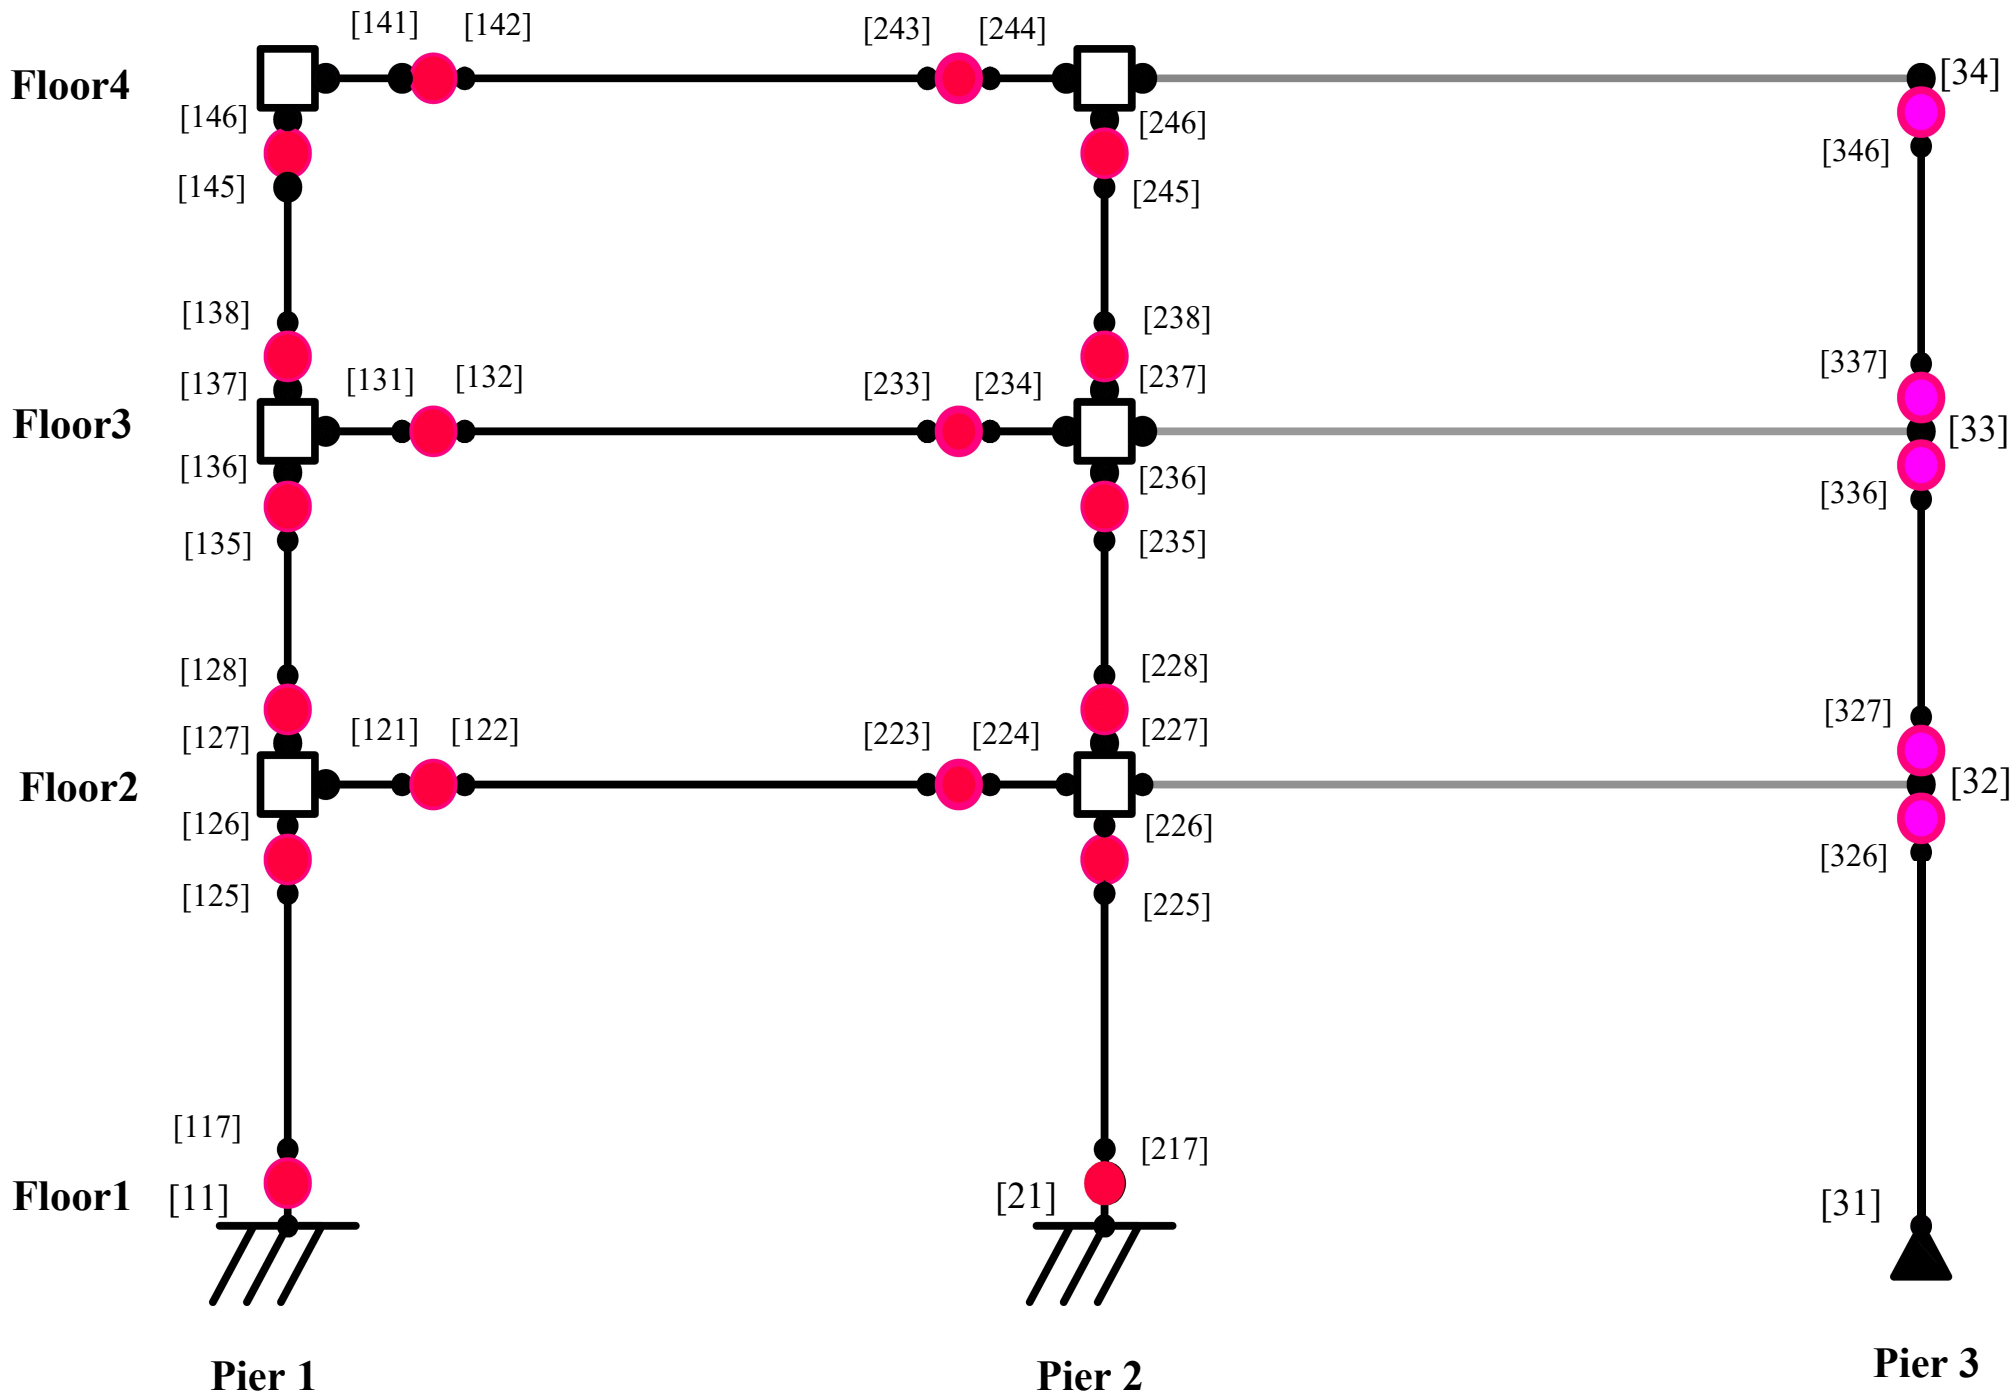 [141] [142] [243] [244]
Floor4 [34]
[146] [246]
[346]
[145] [245]
[138] [238]
[337]
[137] [131] [132] [233] [234] [237]
Floor3 [33]
[136] [236]
[336]
[135] [235]
[128] [228]
[327]
[127] [121] [122] [223] [224] [227]
Floor2 [32]
[126] [226]
[326]
[125] [225]
[117] [217]
Floor1 [11] [21] [31]
Pier 1 Pier 2 Pier 3